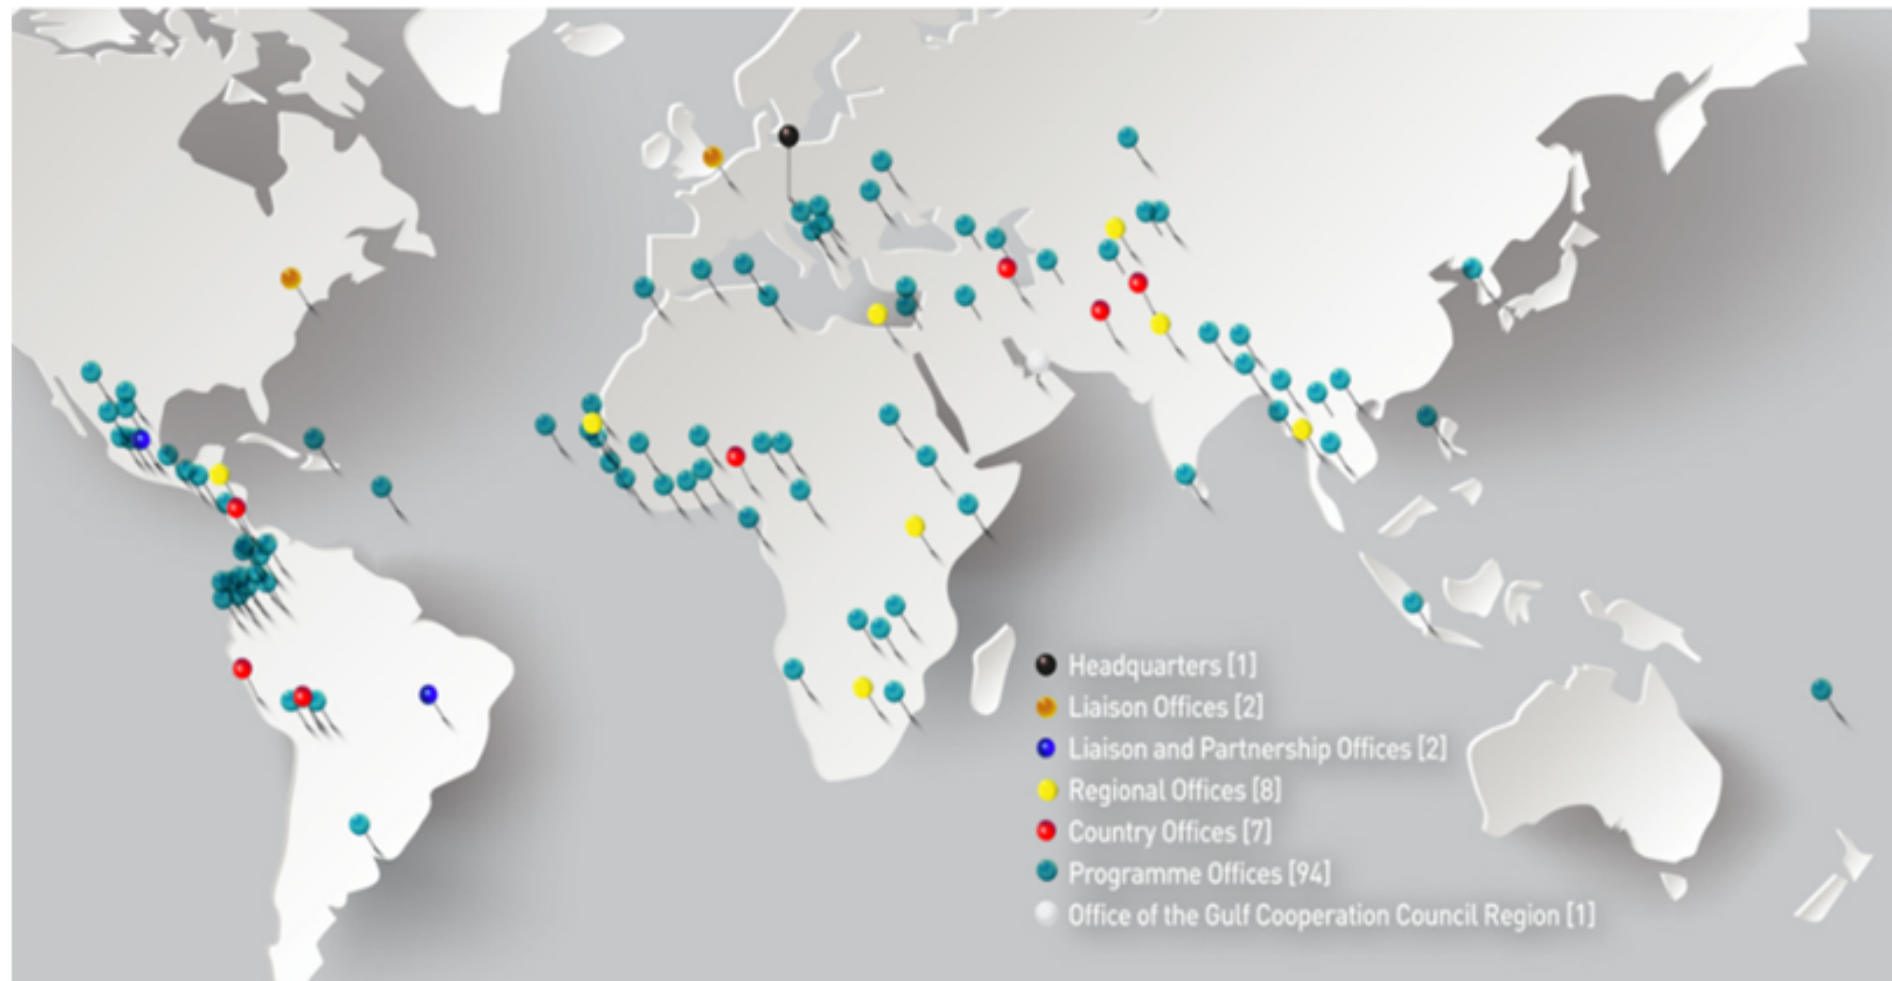 Headquarters [1]
Liaison Offices [2]
Liaison and Partnership Offices [2]
Regional Offices [8]
Country Offices [7]
Programme Offices [94]
Office of the Gulf Cooperation Council Region [1]